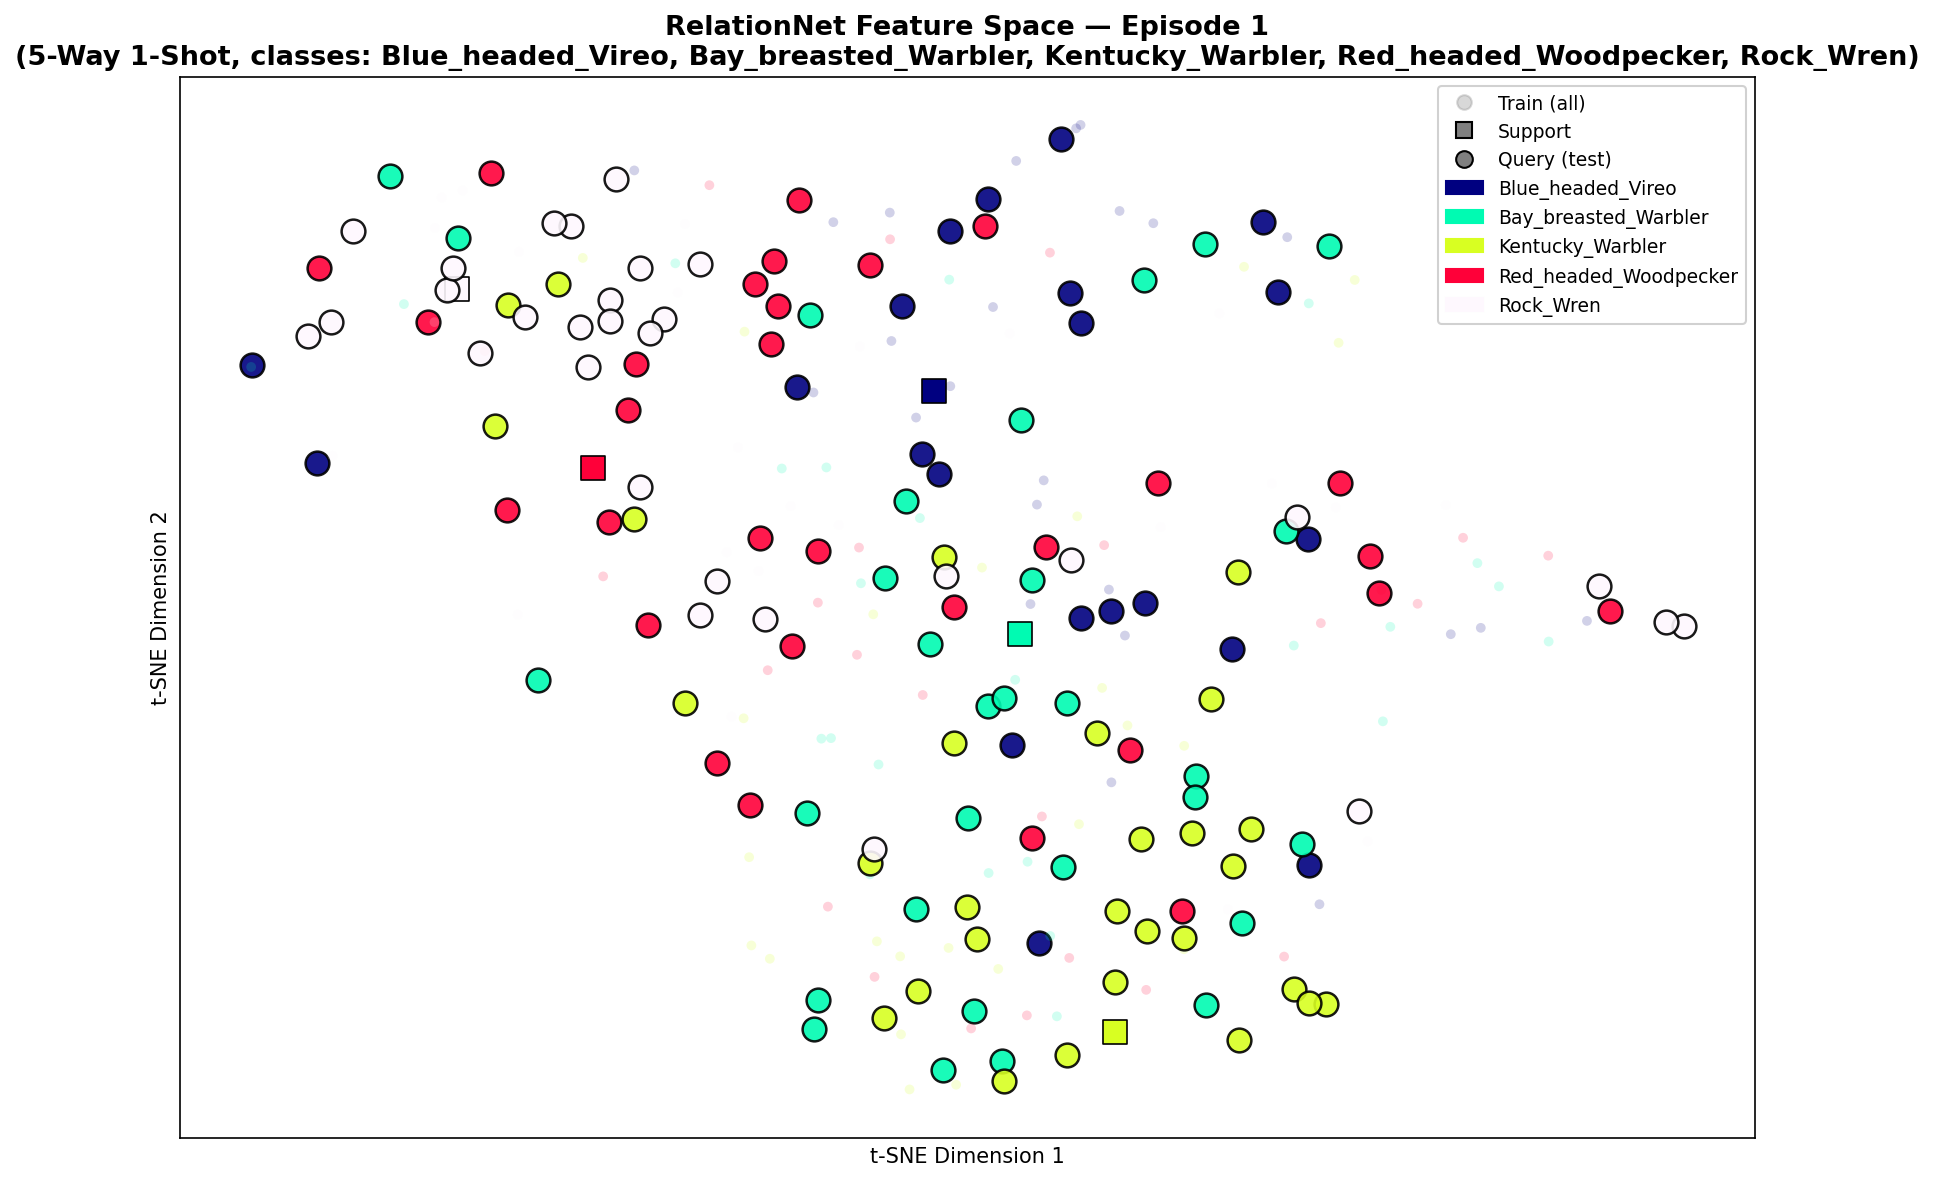 RelationNet Feature Space — Episode 1
(5-Way 1-Shot, classes: Blue_headed_Vireo, Bay_breasted_Warbler, Kentucky_Warbler, Red_headed_Woodpecker, Rock_Wren)
Train (all)
Support
Query (test)
Blue_headed_Vireo
Bay_breasted_Warbler
Kentucky_Warbler
Red_headed_Woodpecker
Rock_Wren
t-SNE Dimension 2
t-SNE Dimension 1